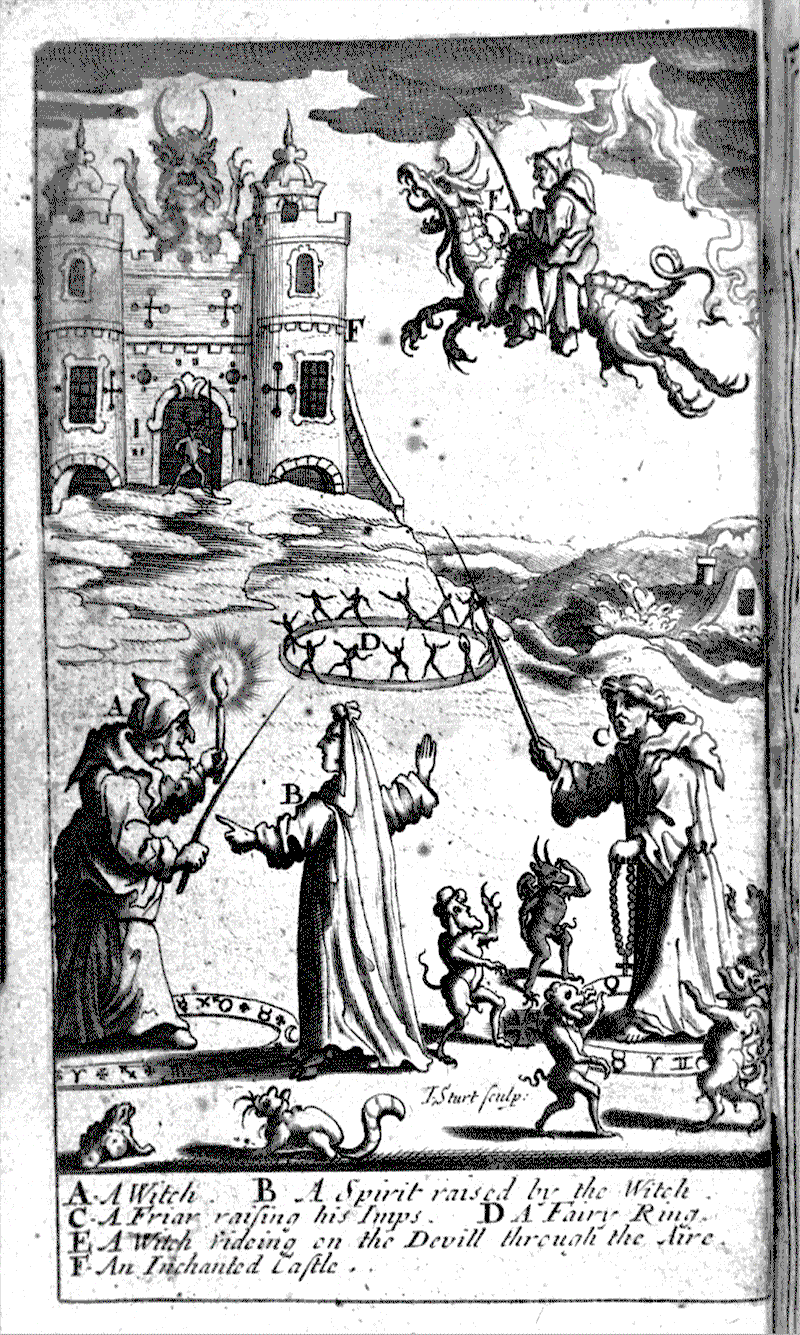 F
E
D
A
C
B
I. Sturt sculp:
A. A Witch. B A Spirit raised by the Witch.
C. A Friar raiſing his Imps. D A Fairy Ring.
E A Witch rideing on the Devill through the Aire.
F. An Inchanted Caſtle.